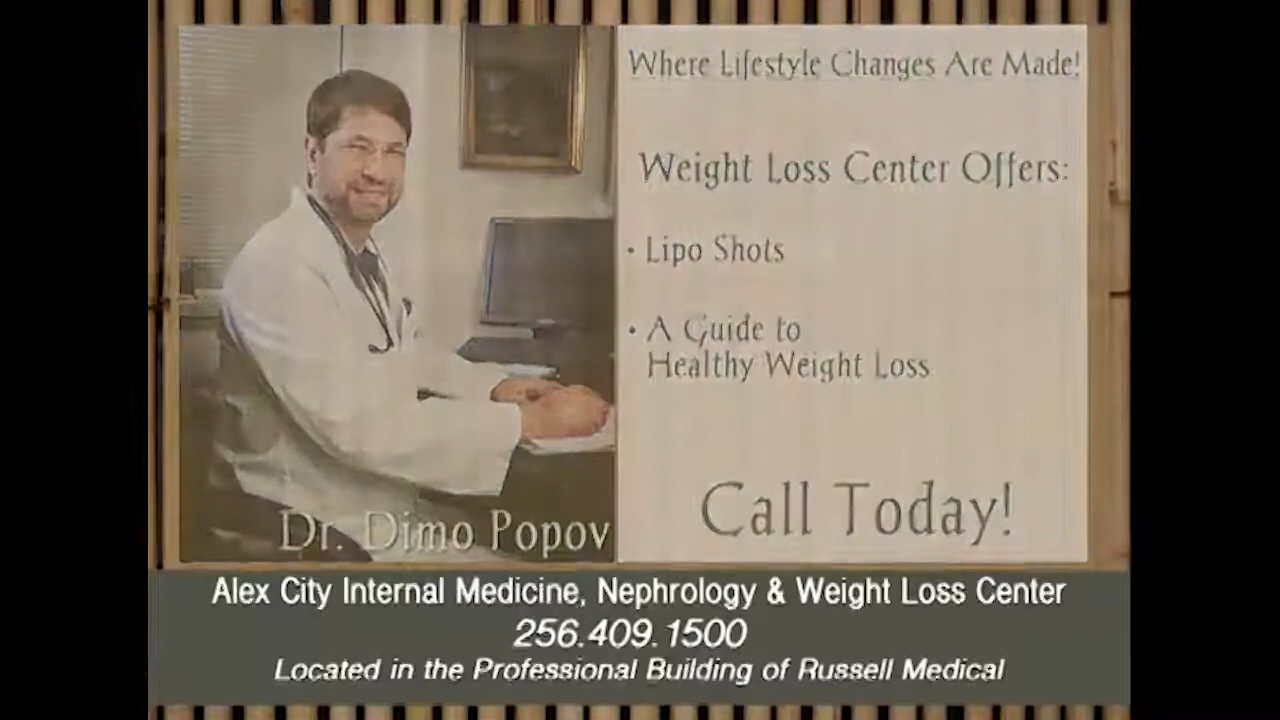 Where Lifestyle Changes Are Made!
Weight Loss Center Offers:
• Lipo Shots
• A Guide to
Healthy Weight Loss
Call Today!
Dr. Dimo Popov
Alex City Internal Medicine, Nephrology & Weight Loss Center
256.409.1500
Located in the Professional Building of Russell Medical